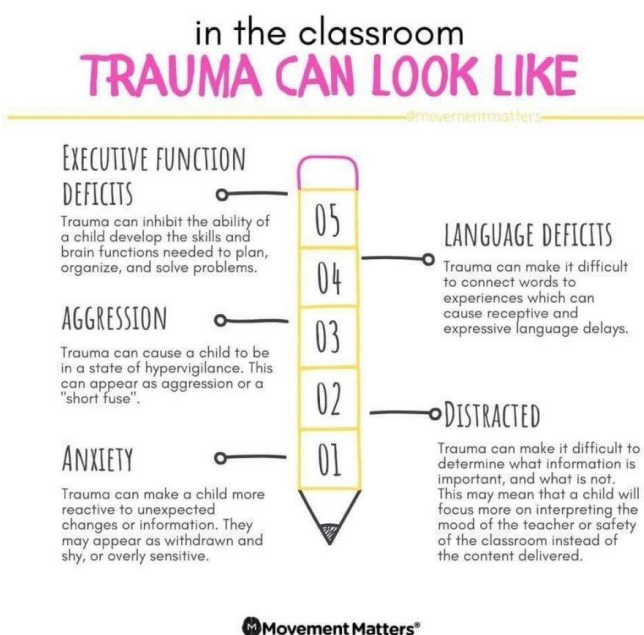 in the classroom
TRAUMA CAN LOOK LIKE
@movementmatters
EXECUTIVE FUNCTION
DEFICITS
Trauma can inhibit the ability of
a child develop the skills and
brain functions needed to plan,
organize, and solve problems.
05
LANGUAGE DEFICITS
Trauma can make it difficult
to connect words to
experiences which can
cause receptive and
expressive language delays.
04
AGGRESSION
Trauma can cause a child to be
in a state of hypervigilance. This
can appear as aggression or a
"short fuse".
03
02
DISTRACTED
Trauma can make it difficult to
determine what information is
important, and what is not.
This may mean that a child will
focus more on interpreting the
mood of the teacher or safety
of the classroom instead of
the content delivered.
ANXIETY
Trauma can make a child more
reactive to unexpected
changes or information. They
may appear as withdrawn and
shy, or overly sensitive.
01
M Movement Matters®